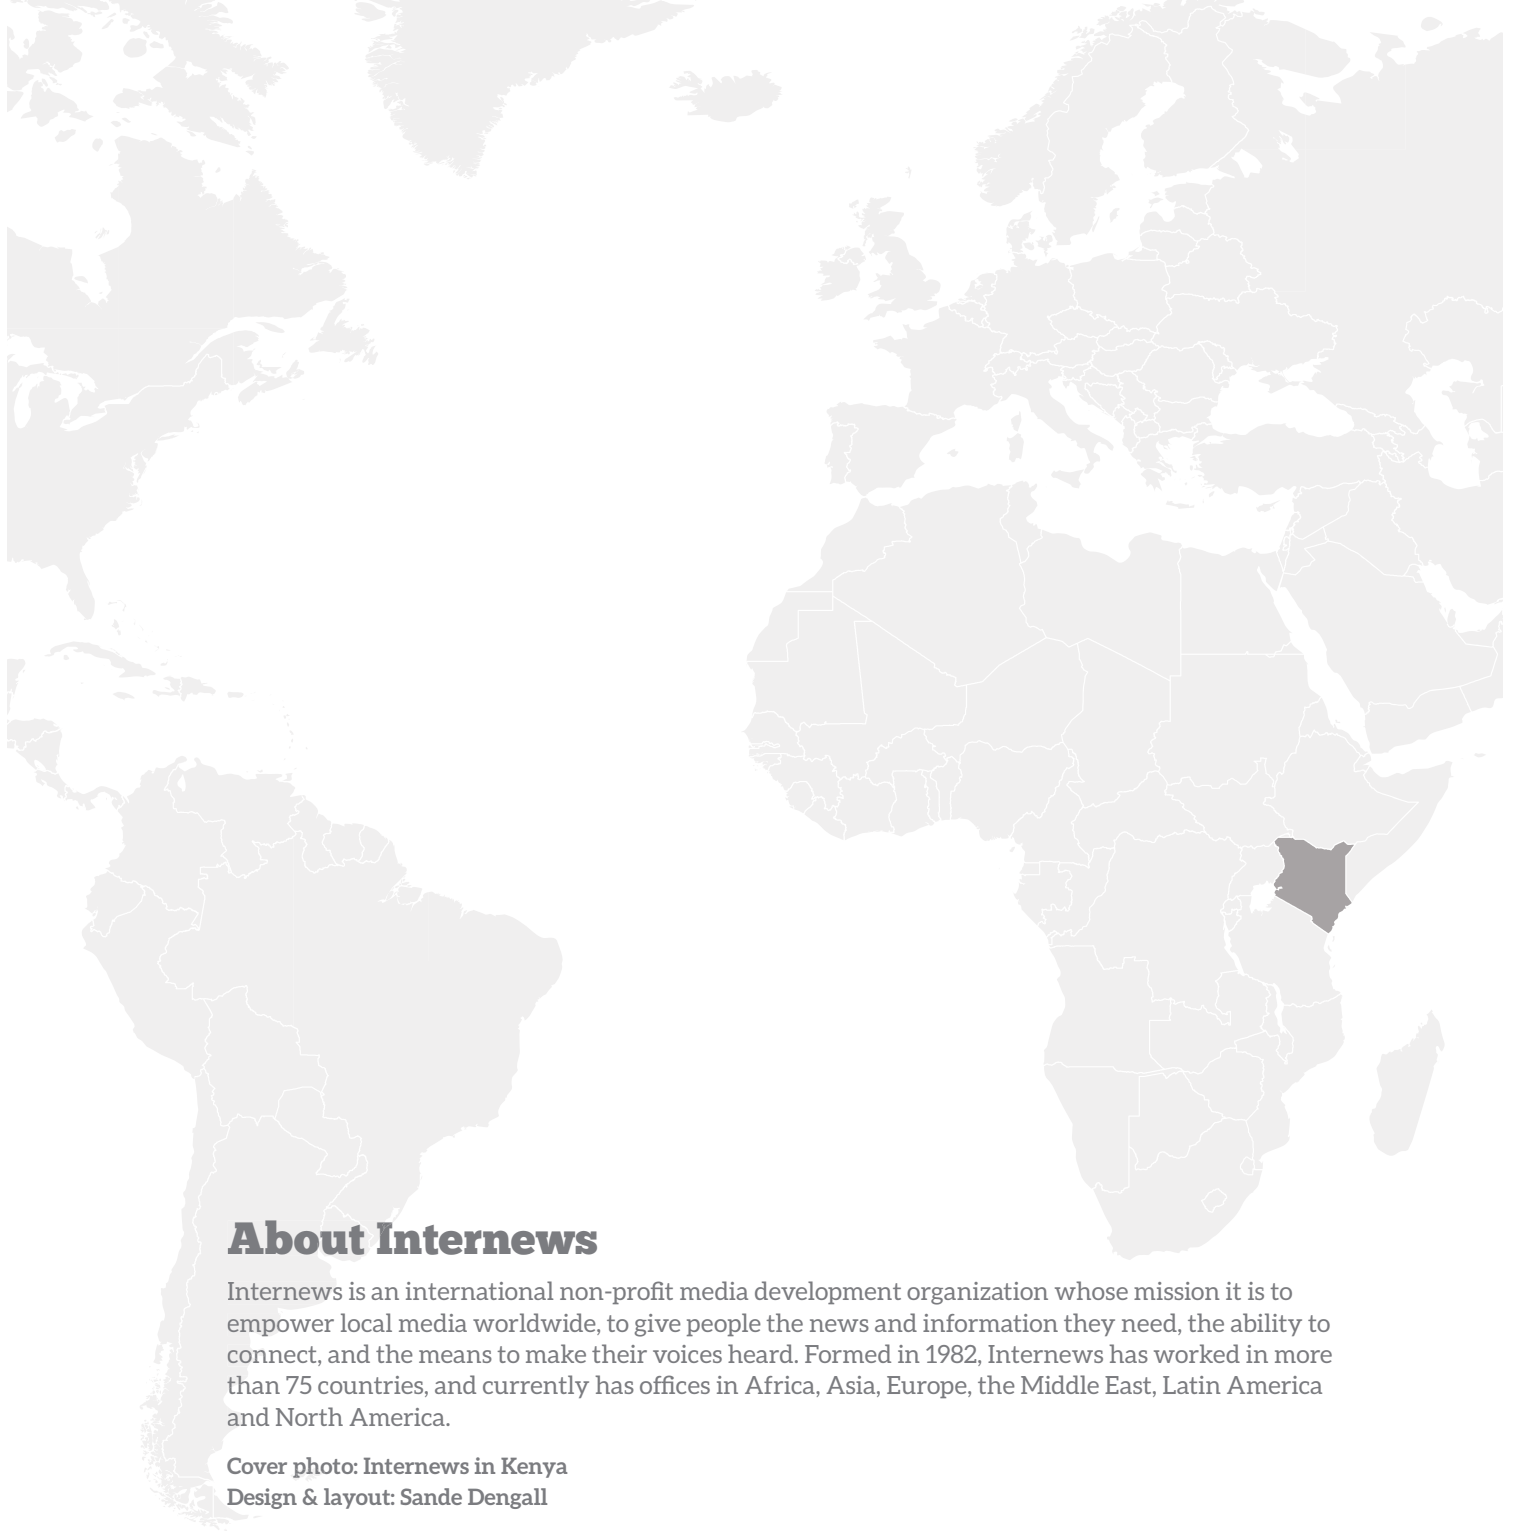 About Internews
Internews is an international non-profit media development organization whose mission it is to
empower local media worldwide, to give people the news and information they need, the ability to
connect, and the means to make their voices heard. Formed in 1982, Internews has worked in more
than 75 countries, and currently has offices in Africa, Asia, Europe, the Middle East, Latin America
and North America.
Cover photo: Internews in Kenya
Design & layout: Sande Dengall